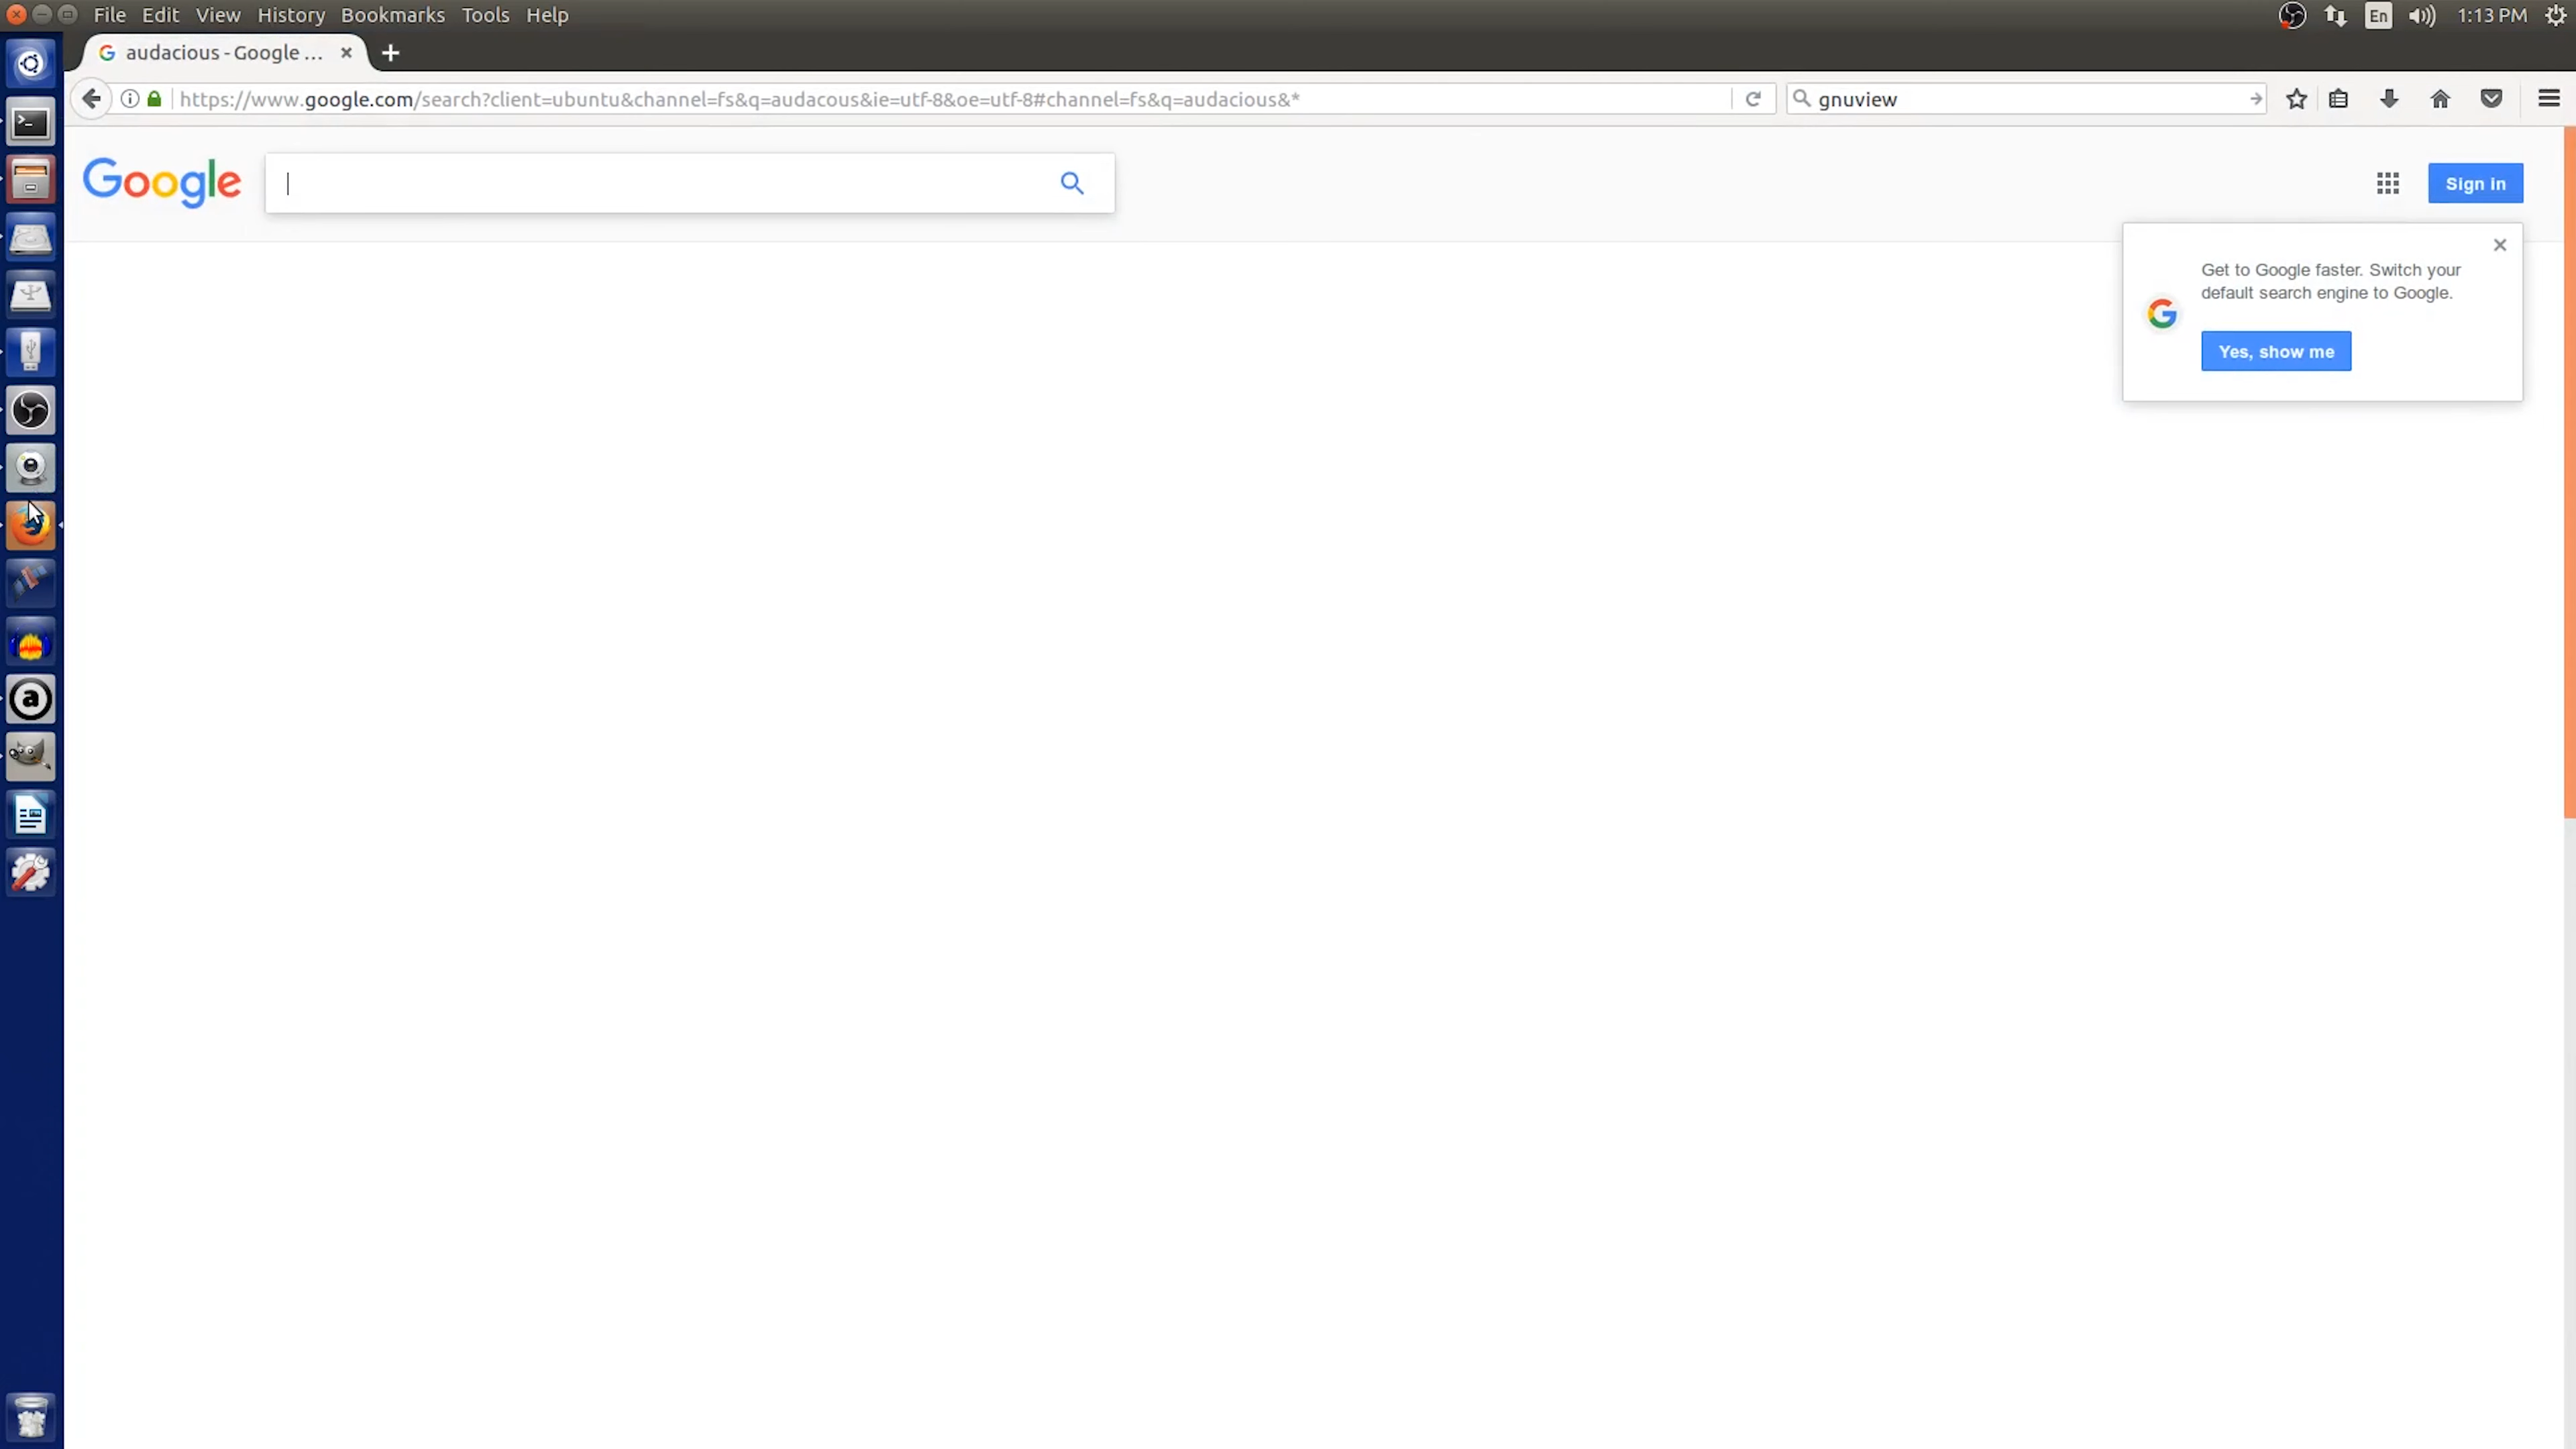 File Edit View History Bookmarks Tools Help
En 1:13 PM
audacious - Google ...
https://www.google.com/search?client=ubuntu&channel=fs&q=audacous&ie=utf-8&oe=utf-8#channel=fs&q=audacious&*
gnuview
Google
Sign in
Get to Google faster. Switch your
default search engine to Google.
G
Yes, show me
a